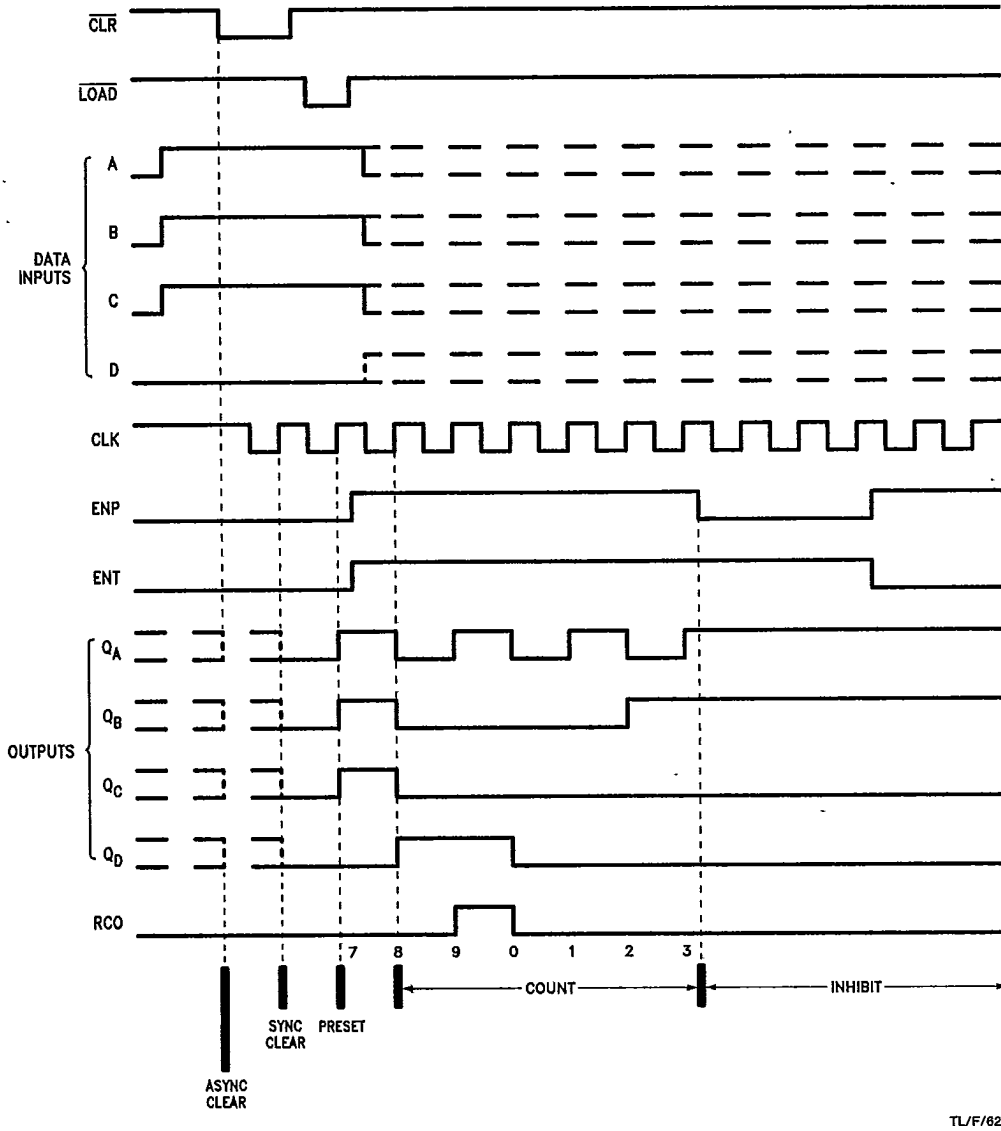 CLR
LOAD
A
B
C
D
DATA
INPUTS
CLK
ENP
ENT
QA
QB
QC
QD
OUTPUTS
RCO
7 8 9 0 1 2 3
COUNT
INHIBIT
SYNC
CLEAR
PRESET
ASYNC
CLEAR
TL/F/62